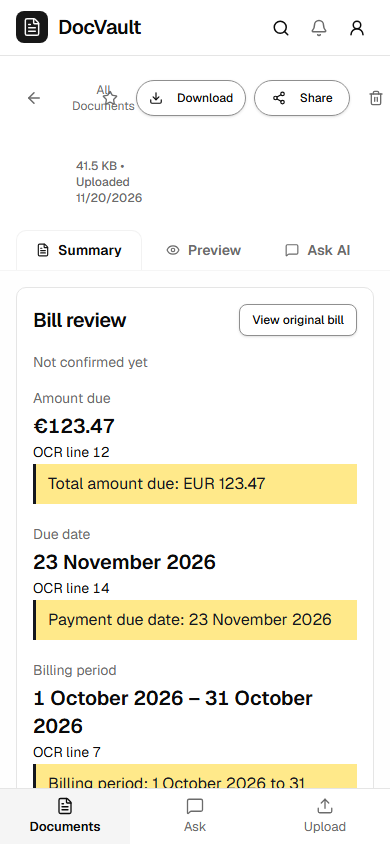 DocVault
All
Documents
Download
Share
41.5 KB •
Uploaded
11/20/2026
Summary
Preview
Ask AI
Bill review
View original bill
Not confirmed yet
Amount due
€123.47
OCR line 12
Total amount due: EUR 123.47
Due date
23 November 2026
OCR line 14
Payment due date: 23 November 2026
Billing period
1 October 2026 – 31 October
2026
OCR line 7
Billing period: 1 October 2026 to 31
Documents
Ask
Upload